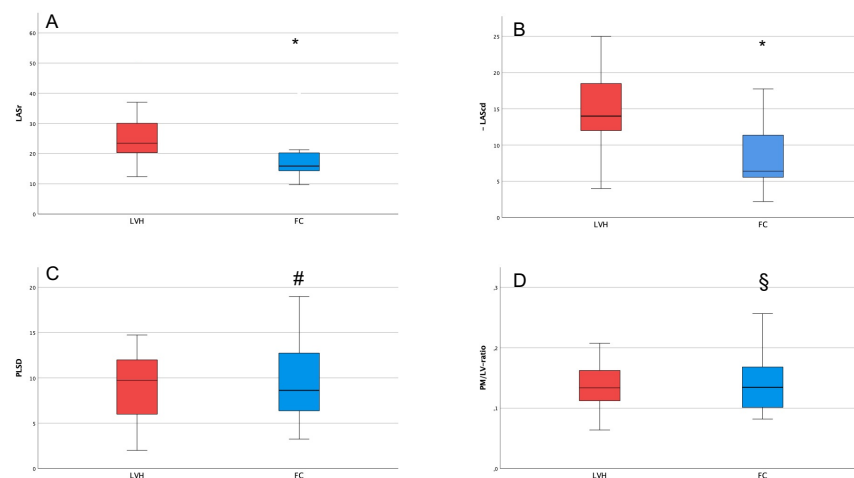 A
*
60
50
40
30
20
10
0
LASr
LVH
FC
B
*
25
20
15
10
5
0
- LAScd
LVH
FC
C
#
20
15
10
5
0
PLSD
LVH
FC
D
§
,3
,2
,1
,0
PM/LV-ratio
LVH
FC